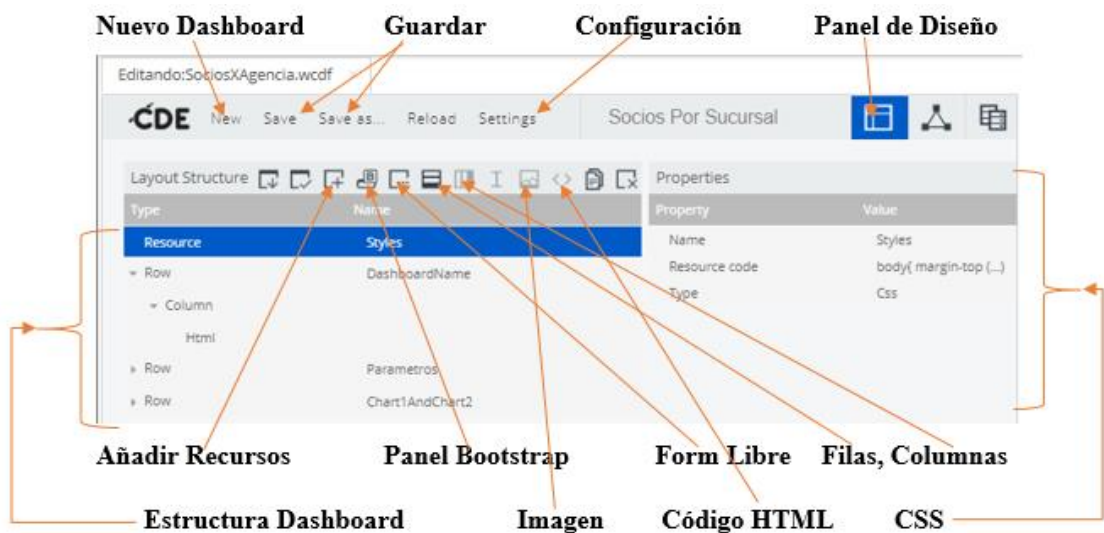 Nuevo Dashboard Guardar Configuración Panel de Diseño
Editando:SociosXAgencia.wcdf
CDE New Save Save as... Reload Settings Socios Por Sucursal
Layout Structure Properties
Type Name Property Value
Resource Styles Name Styles
Row DashboardName Resource code body{ margin-top (...)
Column Type Css
Html
Row Parametros
Row Chart1AndChart2
Añadir Recursos Panel Bootstrap Form Libre Filas, Columnas
Estructura Dashboard Imagen Código HTML CSS